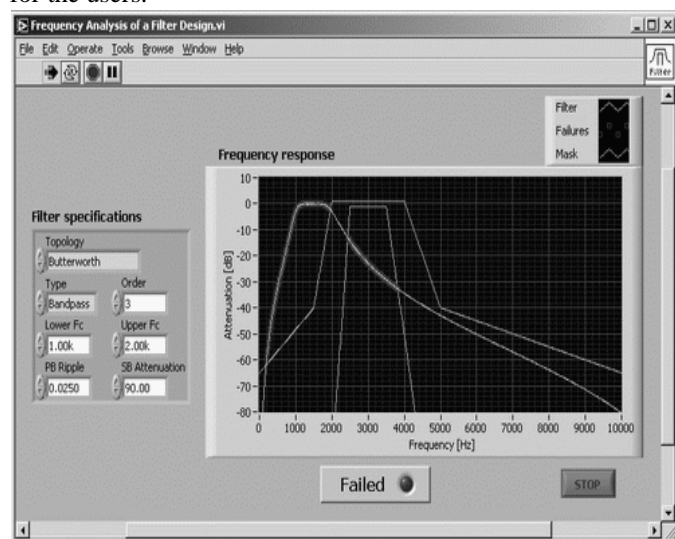 for the users.
Frequency Analysis of a Filter Design.vi
File Edit Operate Tools Browse Window Help
Filter
Filter
Failures
Mask
Frequency response
Filter specifications
Topology
Butterworth
Type Order
Bandpass 3
Lower Fc Upper Fc
1.00k 2.00k
PB Ripple SB Attenuation
0.0250 90.00
Attenuation [dB]
10
0
-10
-20
-30
-40
-50
-60
-70
-80
0 1000 2000 3000 4000 5000 6000 7000 8000 9000 10000
Frequency [Hz]
Failed
STOP